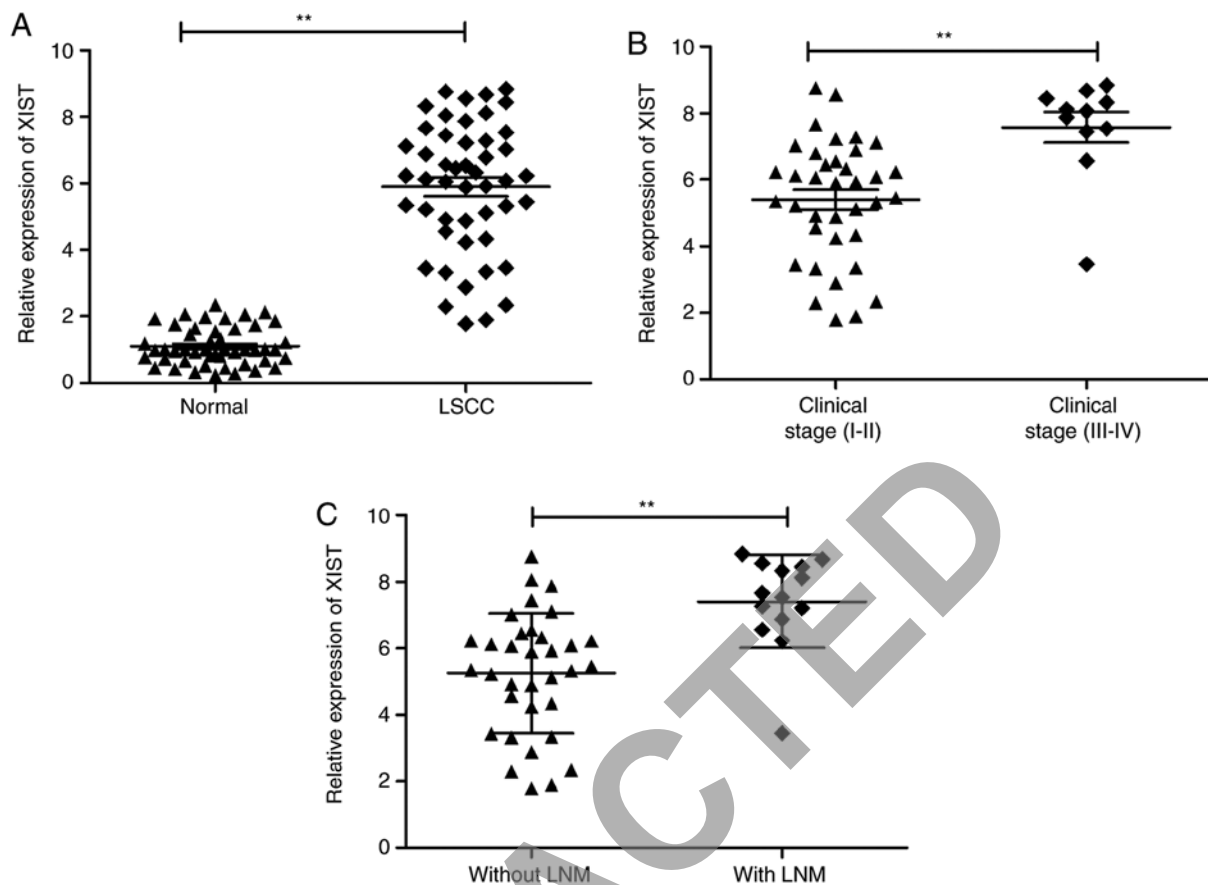 A
**
Relative expression of XIST
10
8
6
4
2
0
Normal
LSCC
B
**
Relative expression of XIST
10
8
6
4
2
0
Clinical
stage (I-II)
Clinical
stage (III-IV)
C
**
Relative expression of XIST
10
8
6
4
2
0
Without LNM
With LNM
ACTED